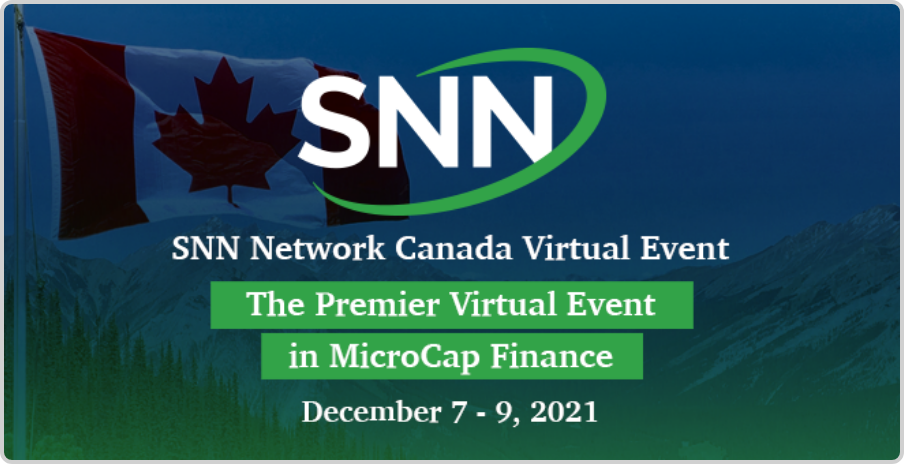 SNN
SNN Network Canada Virtual Event
The Premier Virtual Event
in MicroCap Finance
December 7 - 9, 2021